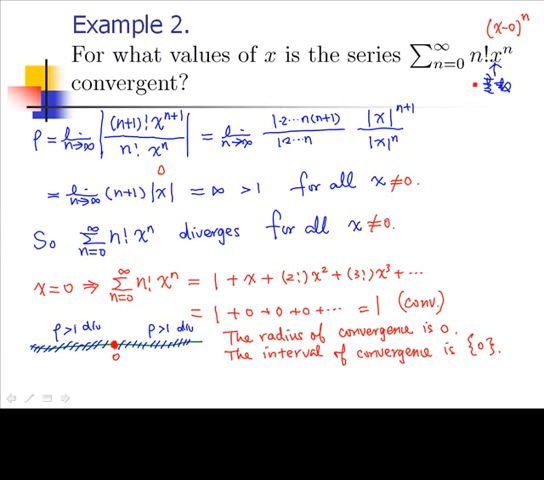 Example 2.
(x-0)^n
For what values of x is the series ∑_{n=0}^{∞} n!x^n
convergent?
ρ = lim_{n→∞} | (n+1)! x^{n+1} / n! x^n | = lim_{n→∞} 1·2···n(n+1) / 1·2···n |x|^{n+1} / |x|^n
0
= lim_{n→∞} (n+1) |x| = ∞ > 1 for all x ≠ 0.
So ∑_{n=0}^{∞} n! x^n diverges for all x ≠ 0.
x=0 ⇒ ∑_{n=0}^{∞} n! x^n = 1 + x + (2!) x² + (3!) x³ + ···
= 1 + 0 + 0 + 0 + ··· = 1 (conv.)
ρ>1 div ρ>1 div
The radius of convergence is 0.
0
The interval of convergence is {0}.